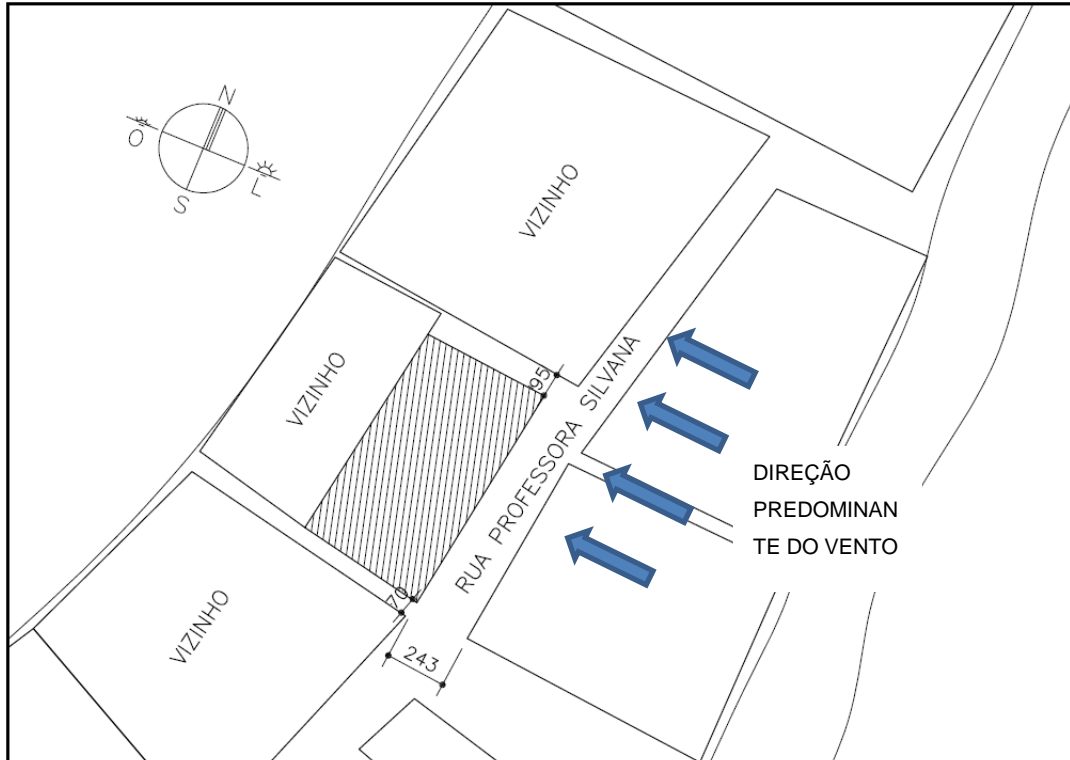 N
O
L
S
VIZINHO
95
RUA PROFESSORA SILVANA
VIZINHO
DIREÇÃO
PREDOMINAN
TE DO VENTO
70
VIZINHO
243